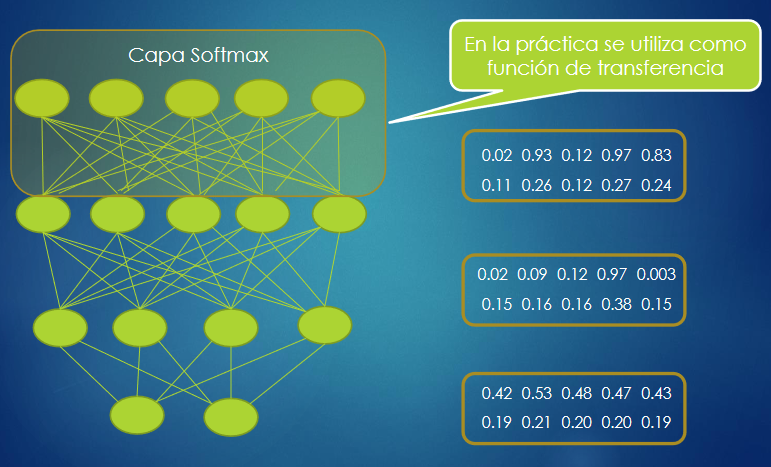 Capa Softmax
En la práctica se utiliza como
función de transferencia
0.02 0.93 0.12 0.97 0.83
0.11 0.26 0.12 0.27 0.24
0.02 0.09 0.12 0.97 0.003
0.15 0.16 0.16 0.38 0.15
0.42 0.53 0.48 0.47 0.43
0.19 0.21 0.20 0.20 0.19